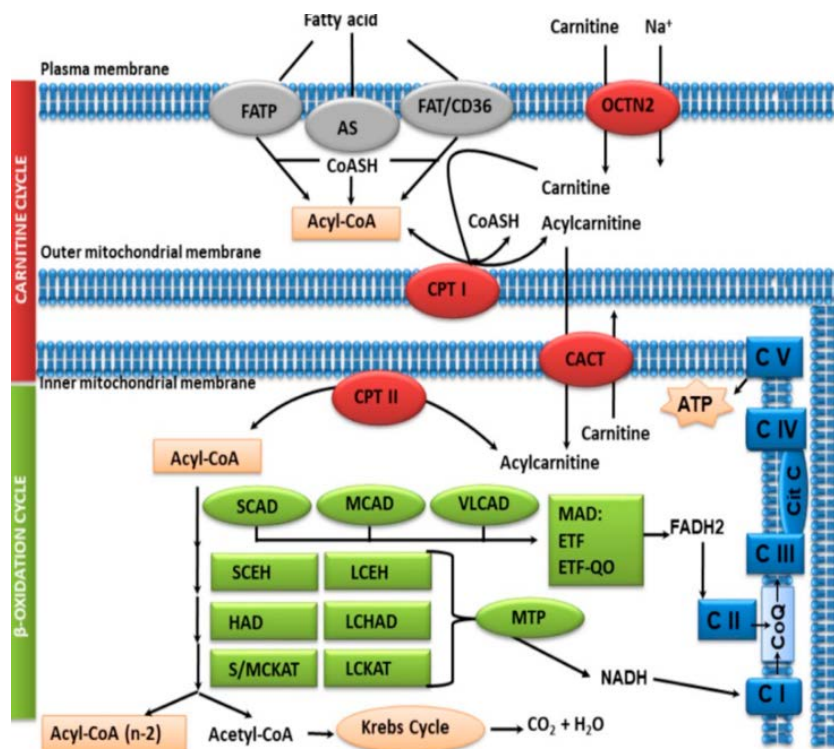 Fatty acid
Carnitine
Na⁺
Plasma membrane
FATP
AS
FAT/CD36
OCTN2
CoASH
Carnitine
Acyl-CoA
CoASH
Acylcarnitine
Outer mitochondrial membrane
CPT I
CARNITINE CLYCLE
CACT
C V
Inner mitochondrial membrane
CPT II
ATP
C IV
Carnitine
Acyl-CoA
Acylcarnitine
Cit C
β-OXIDATION CYCLE
SCAD
MCAD
VLCAD
MAD:
ETF
ETF-QO
FADH2
C III
SCEH
LCEH
HAD
LCHAD
MTP
C II
CoQ
S/MCKAT
LCKAT
NADH
C I
Acyl-CoA (n-2)
Acetyl-CoA
Krebs Cycle
CO₂ + H₂O